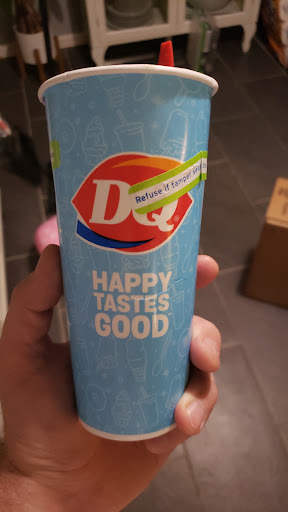 DQ®
Refuse if tamper
HAPPY
TASTES
GOOD